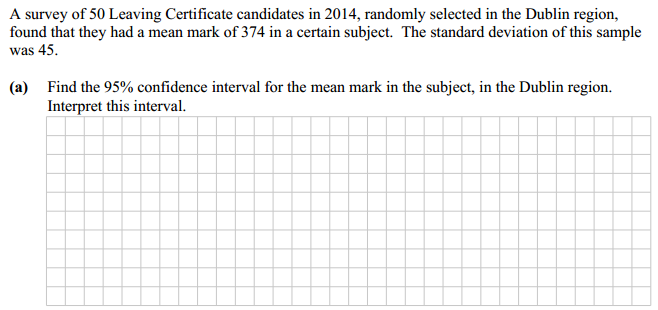 A survey of 50 Leaving Certificate candidates in 2014, randomly selected in the Dublin region,
found that they had a mean mark of 374 in a certain subject.  The standard deviation of this sample
was 45.
(a) Find the 95% confidence interval for the mean mark in the subject, in the Dublin region.
Interpret this interval.